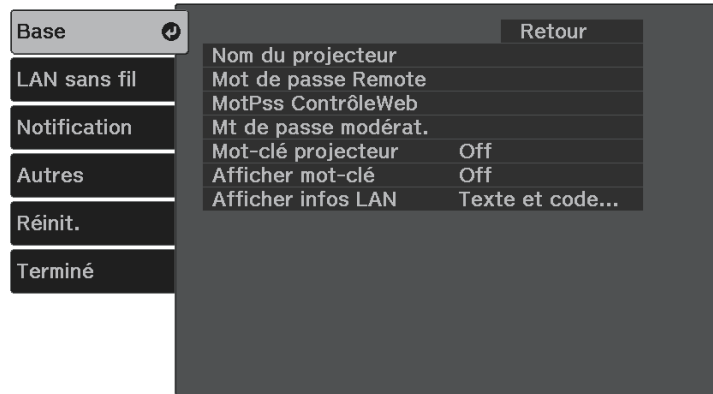 Base
LAN sans fil
Notification
Autres
Réinit.
Terminé
Retour
Nom du projecteur
Mot de passe Remote
MotPss ContrôleWeb
Mt de passe modérat.
Mot-clé projecteur Off
Afficher mot-clé Off
Afficher infos LAN Texte et code...